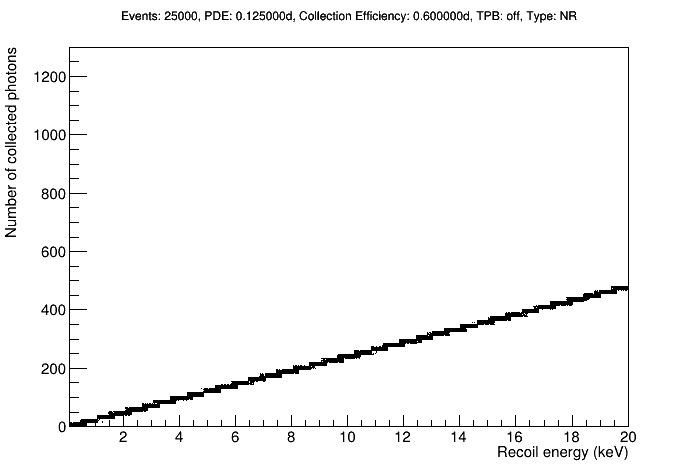 Events: 25000, PDE: 0.125000d, Collection Efficiency: 0.600000d, TPB: off, Type: NR
Number of collected photons
1200
1000
800
600
400
200
0
2 4 6 8 10 12 14 16 18 20
Recoil energy (keV)